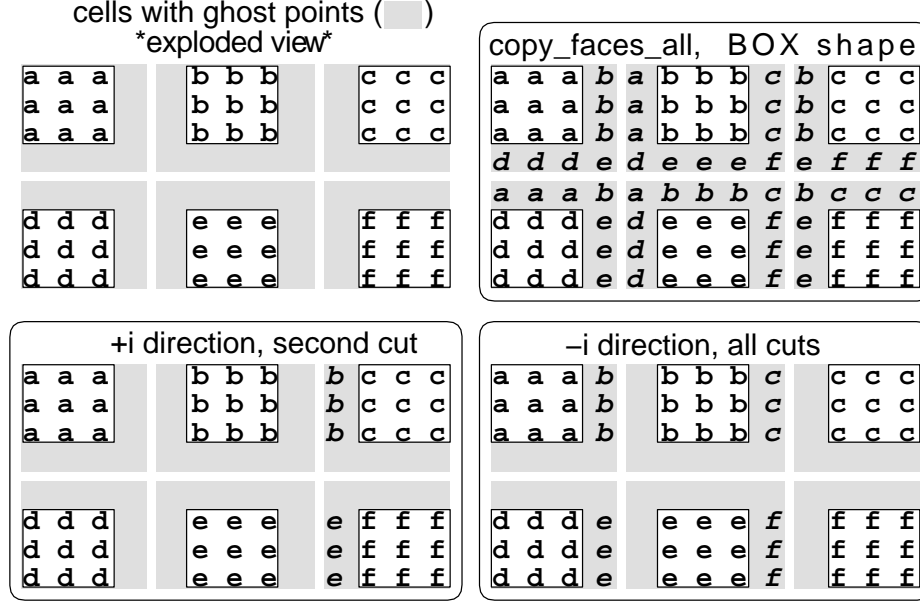 cells with ghost points ( )
*exploded view*
a a a b b b c c c
a a a b b b c c c
a a a b b b c c c
d d d e e e f f f
d d d e e e f f f
d d d e e e f f f
copy_faces_all, BOX shape
a a a b a b b b c b c c c
a a a b a b b b c b c c c
a a a b a b b b c b c c c
d d d e d e e e f e f f f
a a a b a b b b c b c c c
d d d e d e e e f e f f f
d d d e d e e e f e f f f
d d d e d e e e f e f f f
+i direction, second cut
a a a b b b b c c c
a a a b b b b c c c
a a a b b b b c c c
d d d e e e e f f f
d d d e e e e f f f
d d d e e e e f f f
–i direction, all cuts
a a a b b b b c c c c
a a a b b b b c c c c
a a a b b b b c c c c
d d d e e e e f f f f
d d d e e e e f f f f
d d d e e e e f f f f